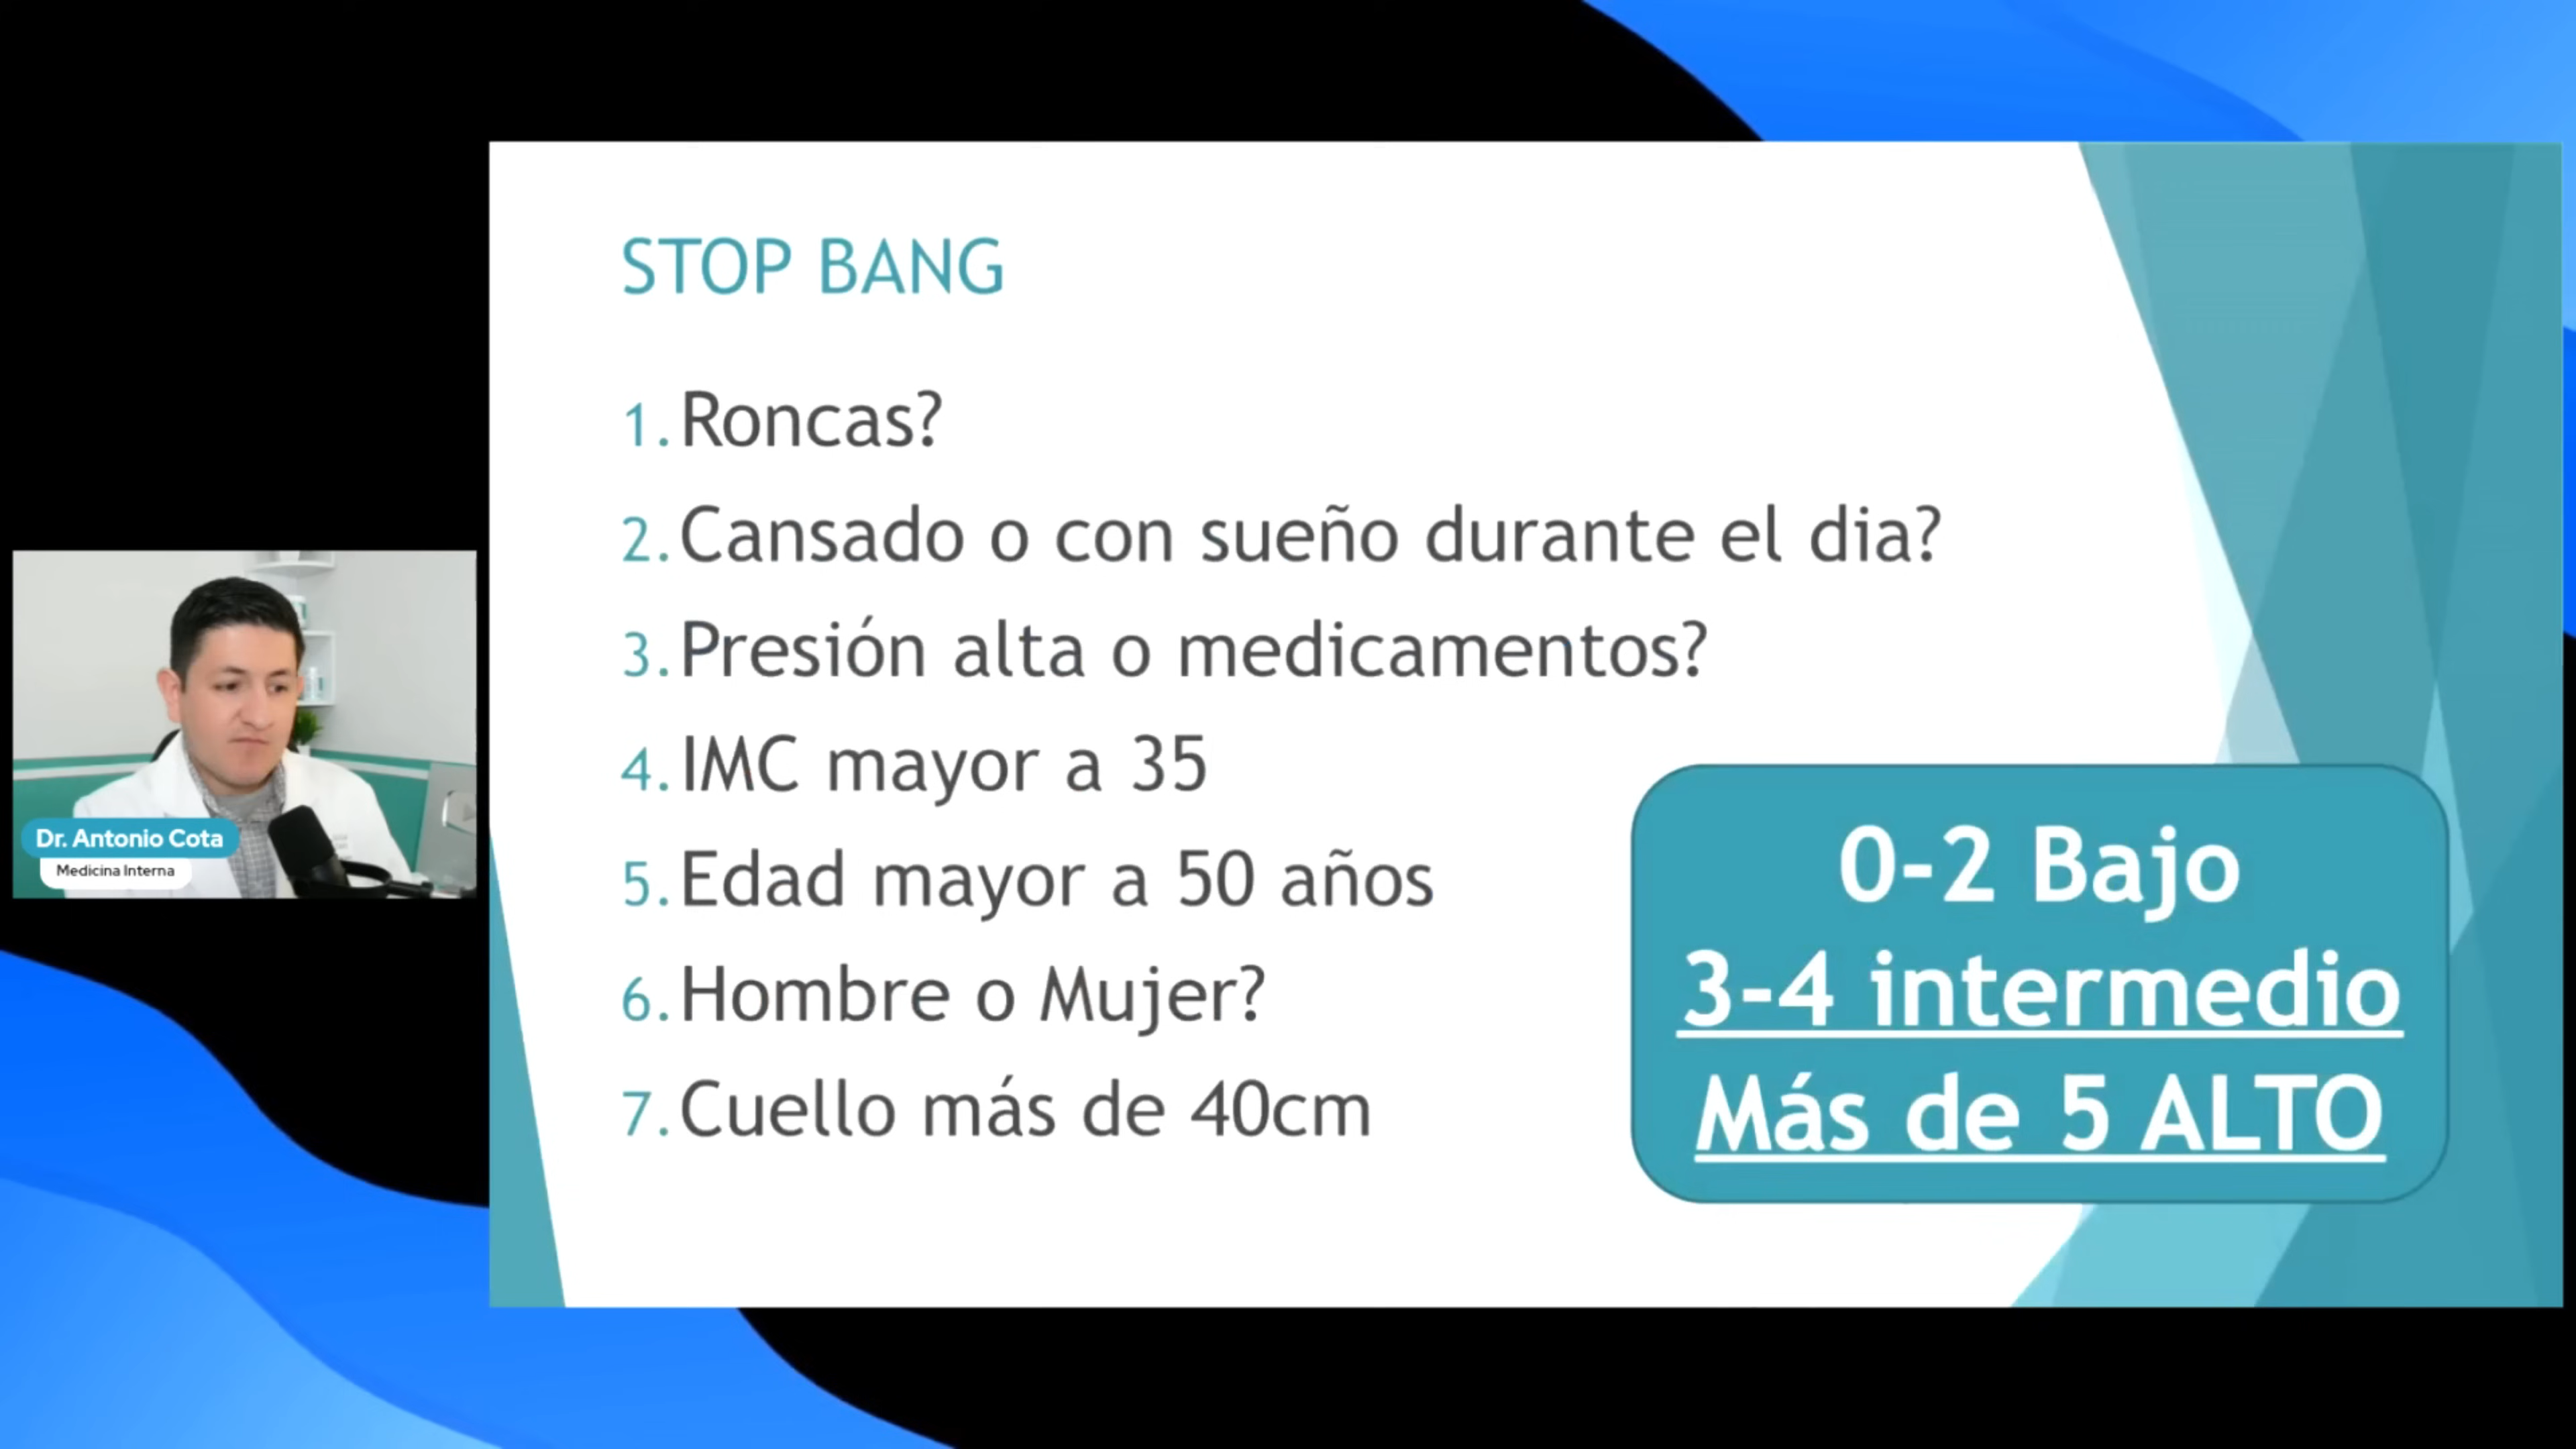 STOP BANG
1. Roncas?
2. Cansado o con sueño durante el dia?
3. Presión alta o medicamentos?
4. IMC mayor a 35
5. Edad mayor a 50 años
6. Hombre o Mujer?
7. Cuello más de 40cm
0-2 Bajo
3-4 intermedio
Más de 5 ALTO
Dr. Antonio Cota
Medicina Interna